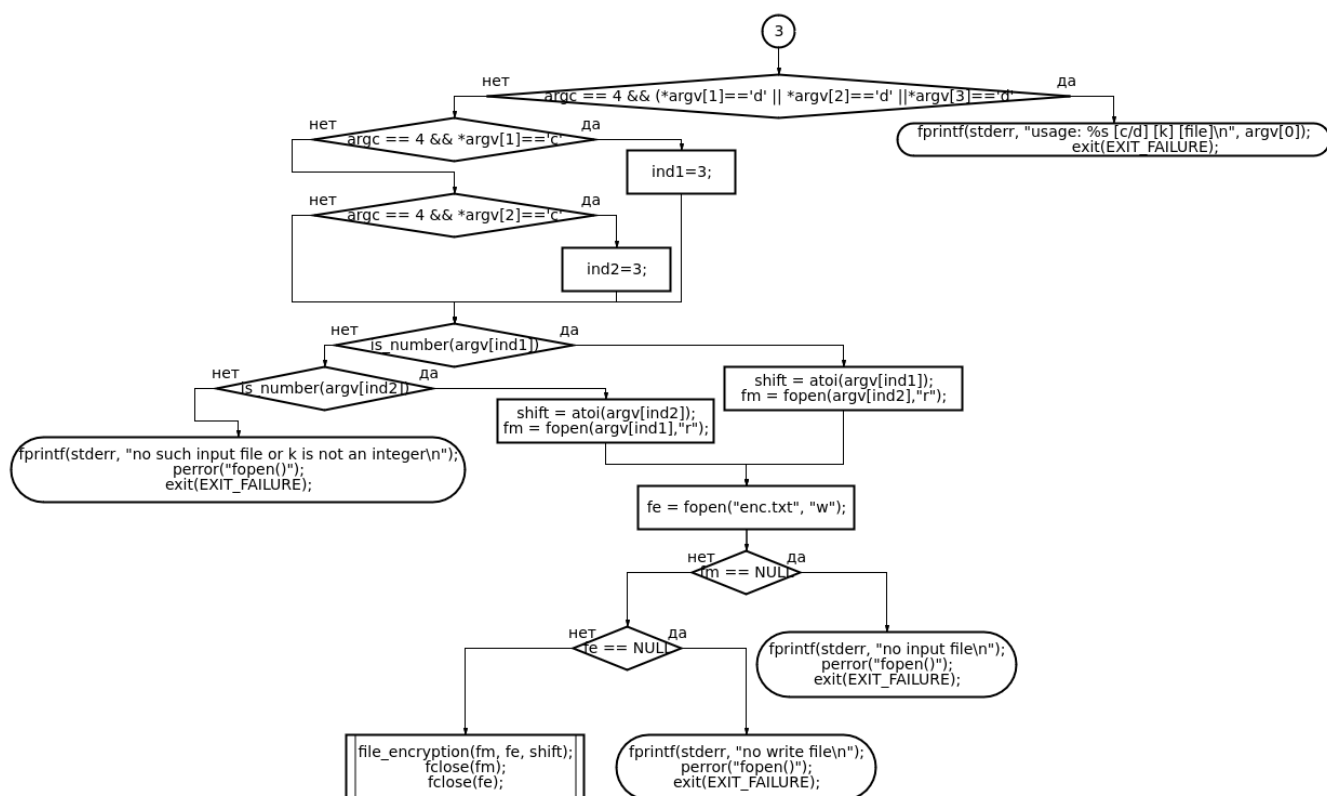 3
нет
да
argc == 4 && (*argv[1]=='d' || *argv[2]=='d' ||*argv[3]=='d'
fprintf(stderr, "usage: %s [c/d] [k] [file]\n", argv[0]);
exit(EXIT_FAILURE);
нет
да
argc == 4 && *argv[1]=='c'
ind1=3;
нет
да
argc == 4 && *argv[2]=='c'
ind2=3;
нет
да
is_number(argv[ind1])
нет
да
is_number(argv[ind2])
shift = atoi(argv[ind1]);
fm = fopen(argv[ind2],"r");
shift = atoi(argv[ind2]);
fm = fopen(argv[ind1],"r");
fprintf(stderr, "no such input file or k is not an integer\n");
perror("fopen()");
exit(EXIT_FAILURE);
fe = fopen("enc.txt", "w");
нет
да
fm == NULL
нет
да
fe == NULL
fprintf(stderr, "no input file\n");
perror("fopen()");
exit(EXIT_FAILURE);
file_encryption(fm, fe, shift);
fclose(fm);
fclose(fe);
fprintf(stderr, "no write file\n");
perror("fopen()");
exit(EXIT_FAILURE);